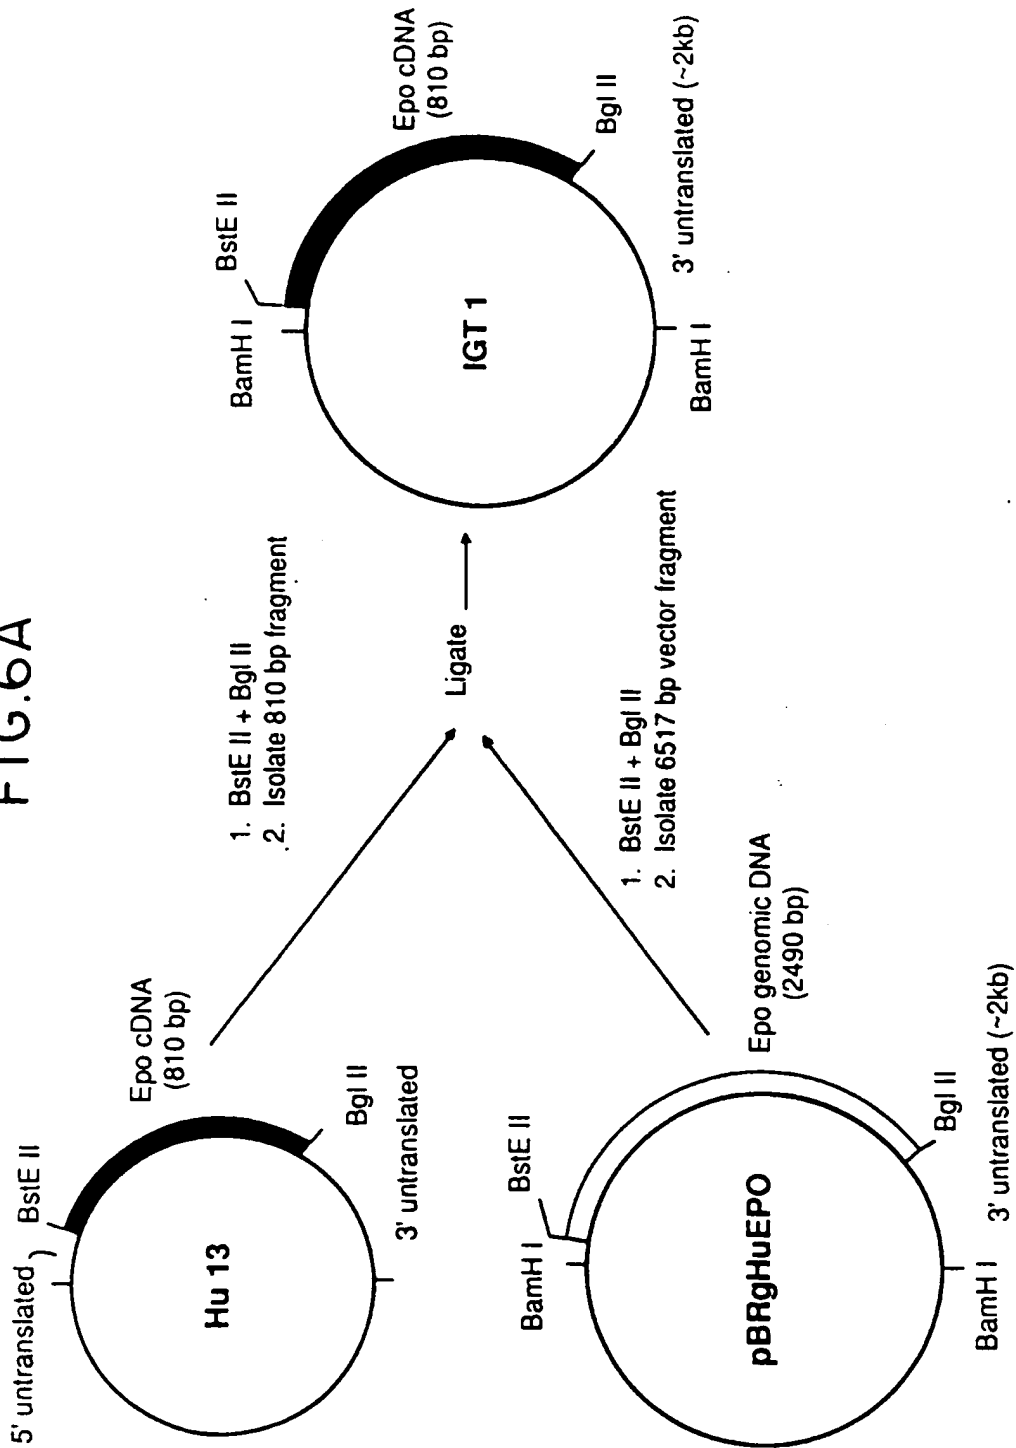 FIG.6A
5' untranslated
BstE II
Epo cDNA
(810 bp)
Hu 13
Bgl II
3' untranslated
1. BstE II + Bgl II
2. Isolate 810 bp fragment
Ligate
BamH I
BstE II
Epo genomic DNA
(2490 bp)
pBRgHuEPO
Bgl II
BamH I
3' untranslated (~2kb)
1. BstE II + Bgl II
2. Isolate 6517 bp vector fragment
BamH I
BstE II
Epo cDNA
(810 bp)
IGT 1
Bgl II
BamH I
3' untranslated (~2kb)